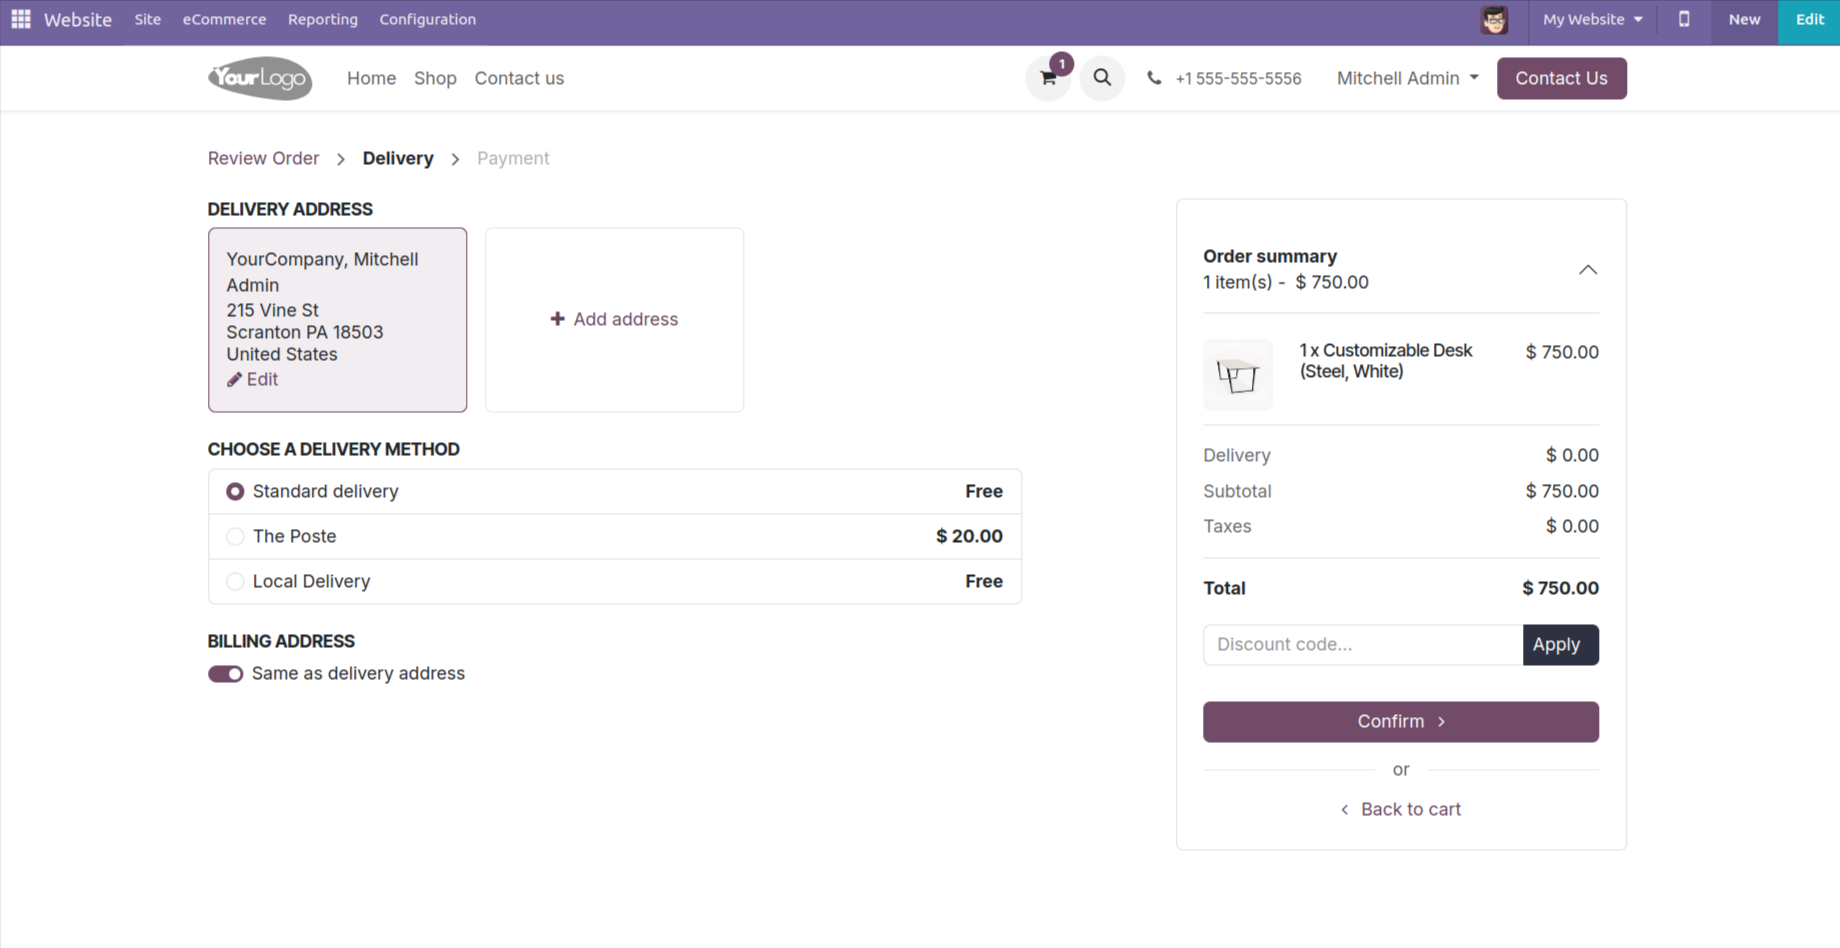 Website Site eCommerce Reporting Configuration My Website New Edit
YourLogo Home Shop Contact us 1 +1 555-555-5556 Mitchell Admin Contact Us
Review Order > Delivery > Payment
DELIVERY ADDRESS
YourCompany, Mitchell
Admin
215 Vine St
Scranton PA 18503
United States
Edit
+ Add address
CHOOSE A DELIVERY METHOD
Standard delivery Free
The Poste $ 20.00
Local Delivery Free
BILLING ADDRESS
Same as delivery address
Order summary
1 item(s) - $ 750.00
1 x Customizable Desk $ 750.00
(Steel, White)
Delivery $ 0.00
Subtotal $ 750.00
Taxes $ 0.00
Total $ 750.00
Discount code... Apply
Confirm >
or
< Back to cart